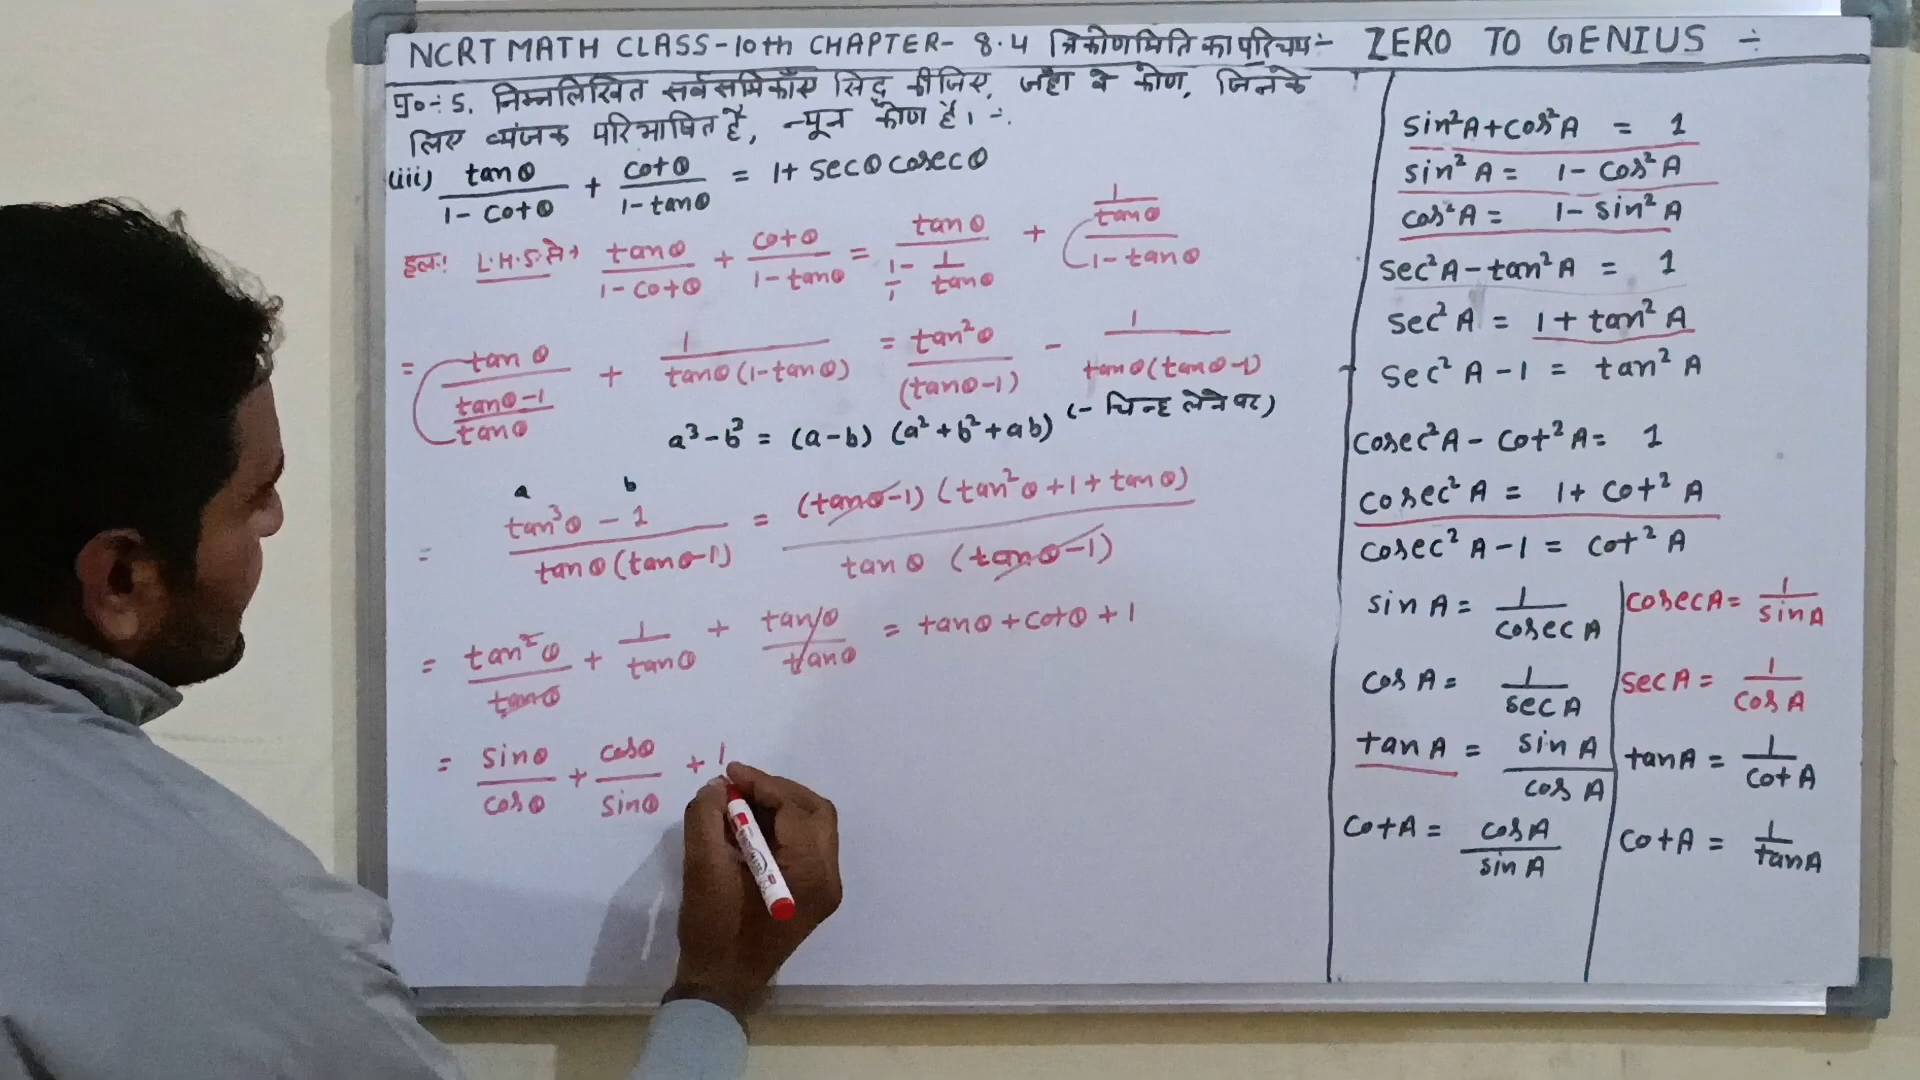 NCRT MATH CLASS-10th CHAPTER- 8.4 त्रिकोणमिति का परिचय÷ ZERO TO GENIUS ÷
प्र०÷5. निम्नलिखित सर्वसमिकाँए सिद्ध कीजिए, जहाँ वे कोण, जिनके
लिए व्यंजक परिभाषित है, न्यून कोण है। ÷.
(iii) tanθ/(1-cotθ) + cotθ/(1-tanθ) = 1+ secθ cosecθ
हल:! L.H.S से→ tanθ/(1-cotθ) + cotθ/(1-tanθ) = tanθ/(1/1 - 1/tanθ) + (1/tanθ)/(1-tanθ)
= tanθ/((tanθ-1)/tanθ) + 1/(tanθ(1-tanθ)) = tan²θ/(tanθ-1) - 1/(tanθ(tanθ-1))
(- चिन्ह लेने पर)
a³-b³ = (a-b) (a²+b²+ab)
a b
= (tan³θ - 1)/(tanθ(tanθ-1)) = (tanθ-1)(tan²θ+1+tanθ)/(tanθ (tanθ-1))
= tan²θ/tanθ + 1/tanθ + tanθ/tanθ = tanθ+cotθ+1
= sinθ/cosθ + cosθ/sinθ +1
sin²A+cos²A = 1
sin²A = 1-cos²A
cos²A = 1-sin²A
sec²A-tan²A = 1
sec²A = 1+tan²A
sec²A-1 = tan²A
cosec²A-cot²A= 1
cosec²A = 1+cot²A
cosec²A-1 = cot²A
sinA = 1/cosecA cosecA = 1/sinA
cosA = 1/secA secA = 1/cosA
tanA = sinA/cosA tanA = 1/cotA
cotA = cosA/sinA cotA = 1/tanA